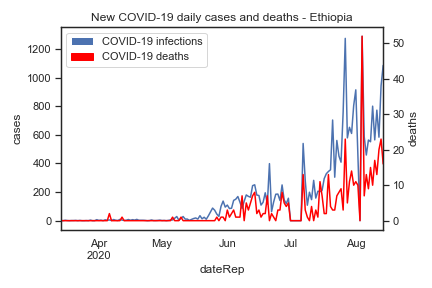 New COVID-19 daily cases and deaths - Ethiopia
COVID-19 infections
COVID-19 deaths
1200
1000
800
600
400
200
0
cases
50
40
30
20
10
0
deaths
Apr
2020
May
Jun
Jul
Aug
dateRep